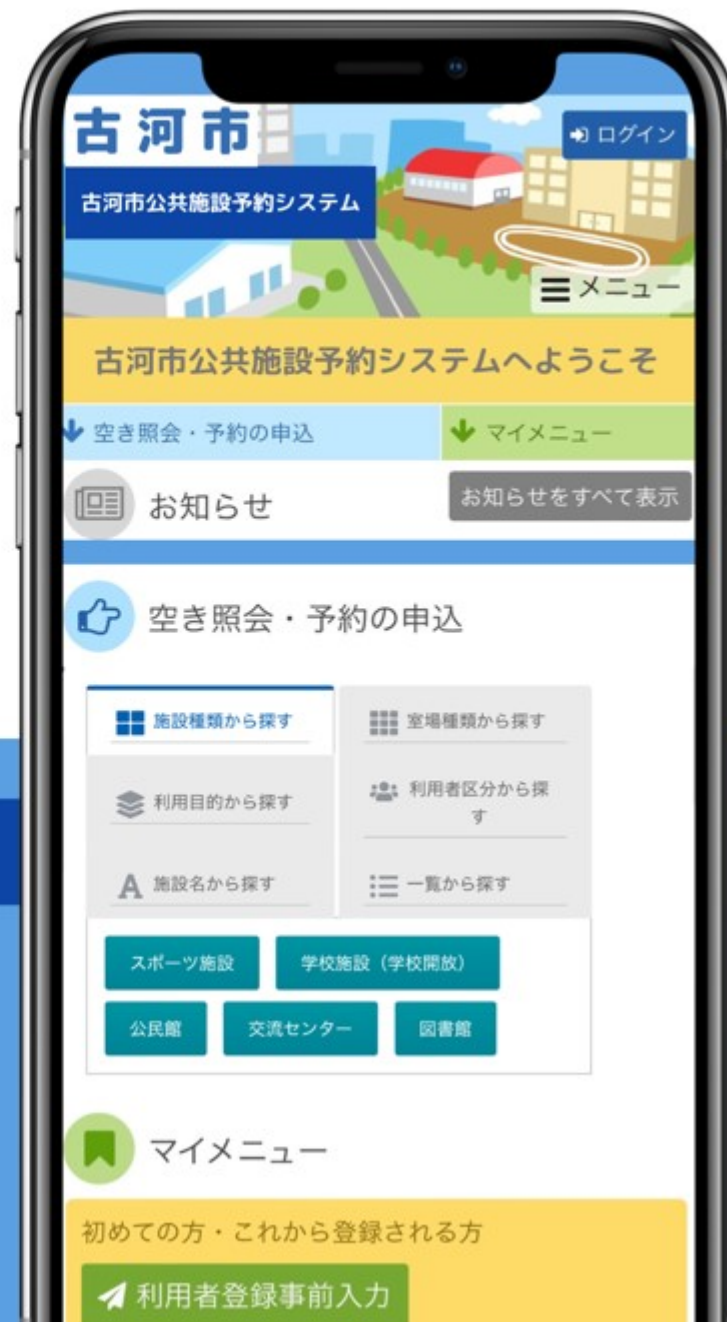 古河市
ログイン
古河市公共施設予約システム
メニュー
古河市公共施設予約システムへようこそ
空き照会・予約の申込
マイメニュー
お知らせ
お知らせをすべて表示
空き照会・予約の申込
施設種類から探す
室場種類から探す
利用目的から探す
利用者区分から探
す
施設名から探す
一覧から探す
スポーツ施設
学校施設（学校開放）
公民館
交流センター
図書館
マイメニュー
初めての方・これから登録される方
利用者登録事前入力